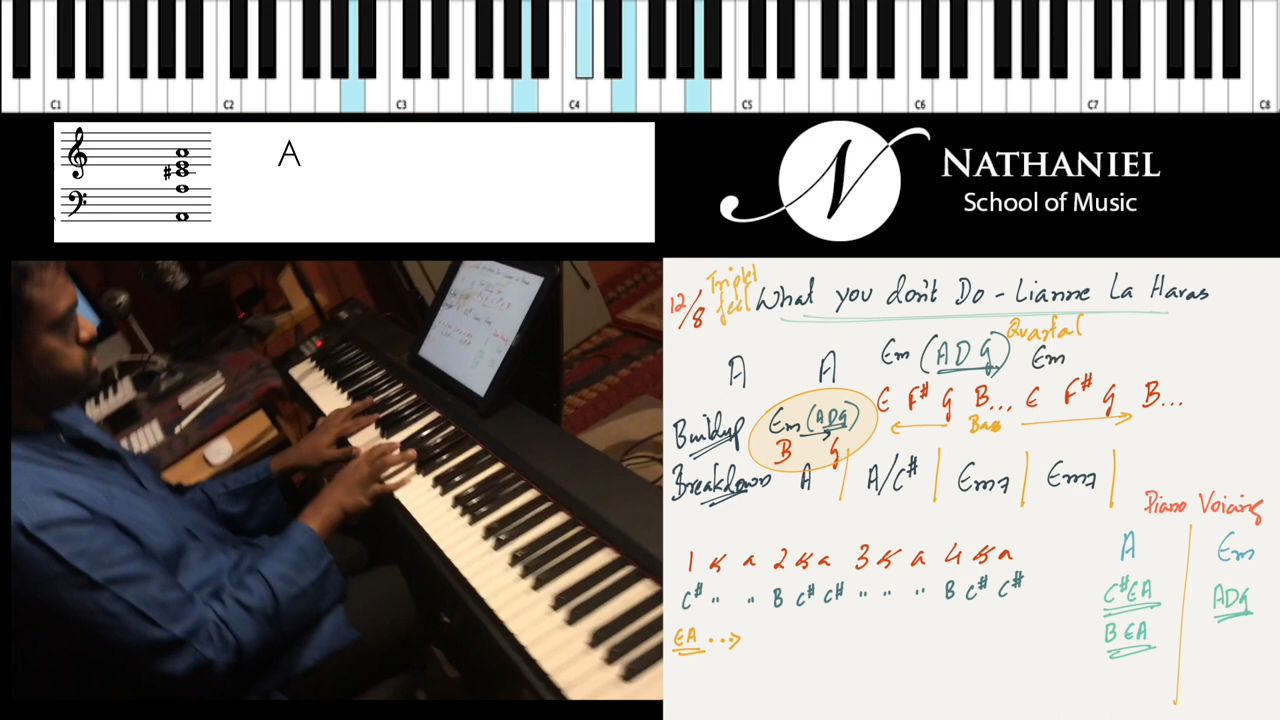 C1 C2 C3 C4 C5 C6 C7 C8
A
NATHANIEL
School of Music
12/8 Triplet feel What you don't Do - Lianne La Havas
Quartal
A A Em (A D G) Em
E F# G B... E F# G B...
Bass
Buildup Em (ADG)
B G
Breakdown A | A/C# | Em7 | Em7 |
Piano Voicing
A | Em
1 & a 2 & a 3 & a 4 & a
C# " " B C# C# " " " B C# C#
C#EA ADG
EA ...>
B EA